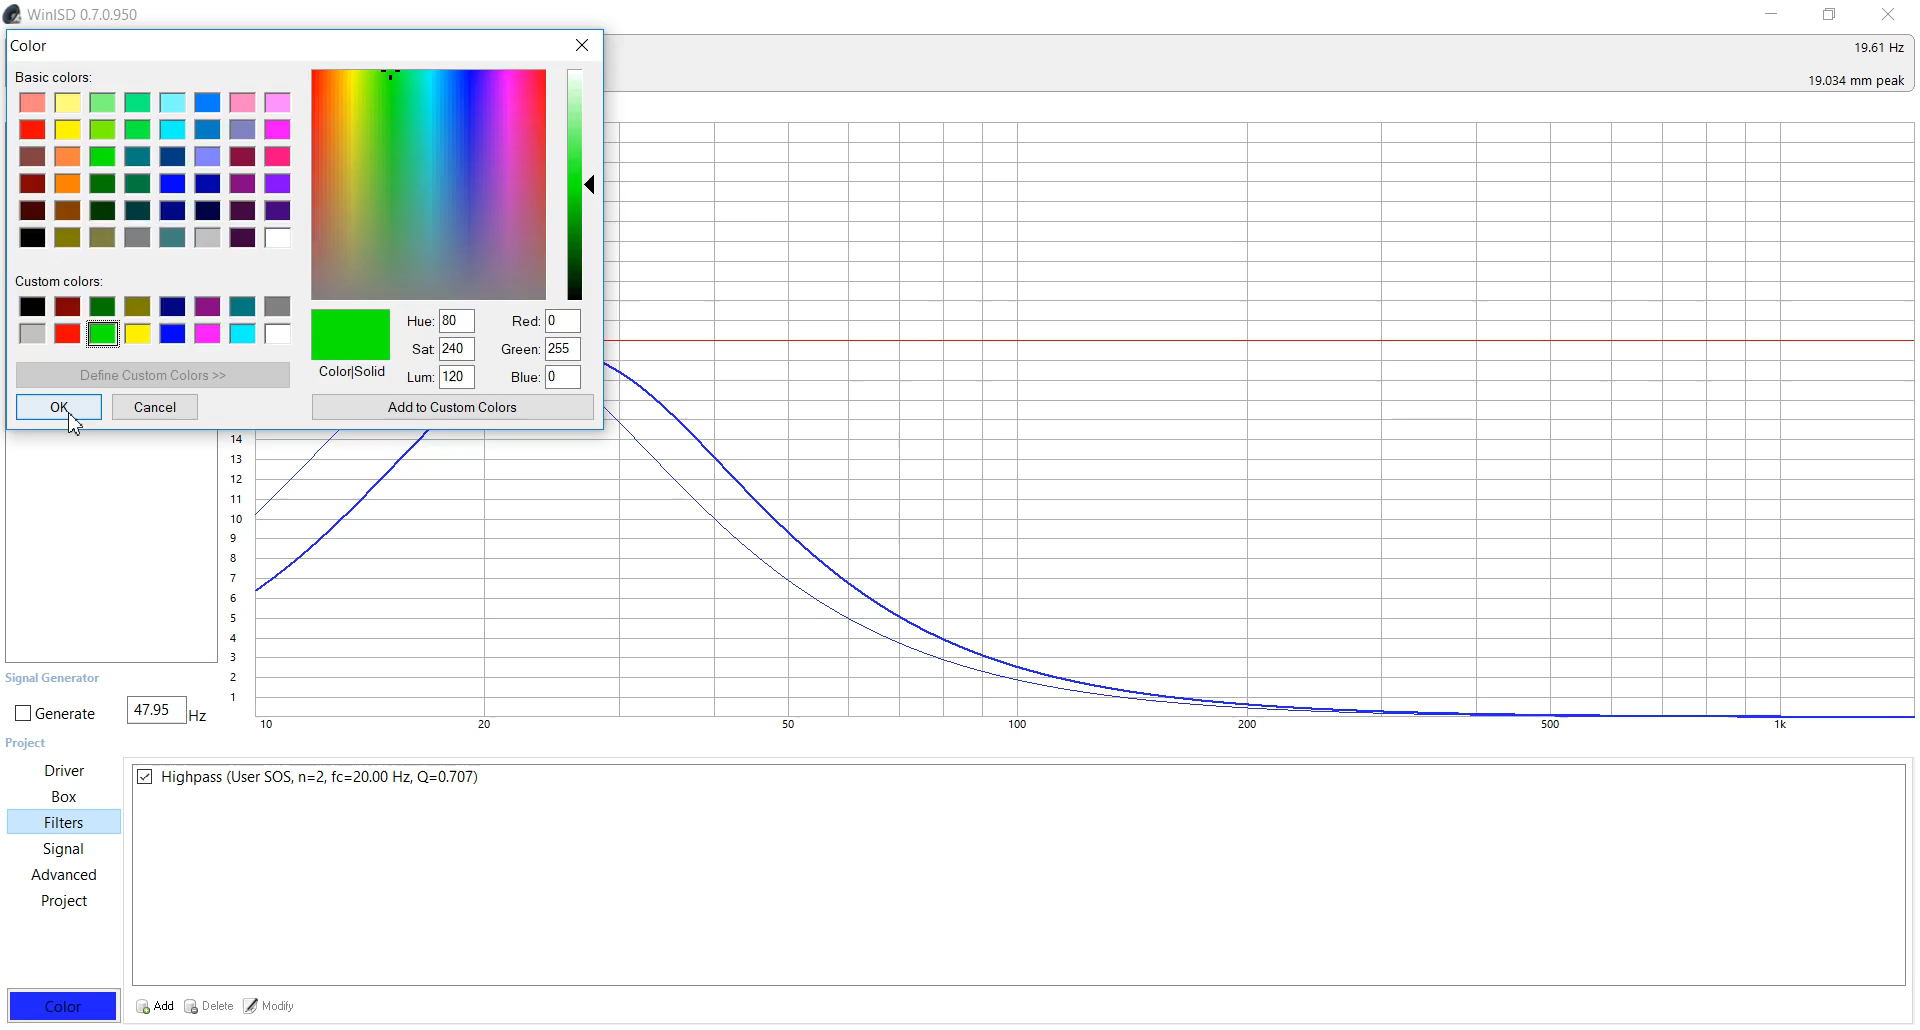 WinISD 0.7.0.950
Color
19.61 Hz
19.034 mm peak
Basic colors:
Custom colors:
Hue: 80
Red: 0
Sat: 240
Green: 255
Color|Solid
Lum: 120
Blue: 0
Define Custom Colors >>
OK
Cancel
Add to Custom Colors
14
13
12
11
10
9
8
7
6
5
4
3
2
1
10 20 50 100 200 500 1k
Signal Generator
Generate 47.95 Hz
Project
Driver
Box
Filters
Signal
Advanced
Project
Color
Highpass (User SOS, n=2, fc=20.00 Hz, Q=0.707)
Add Delete Modify